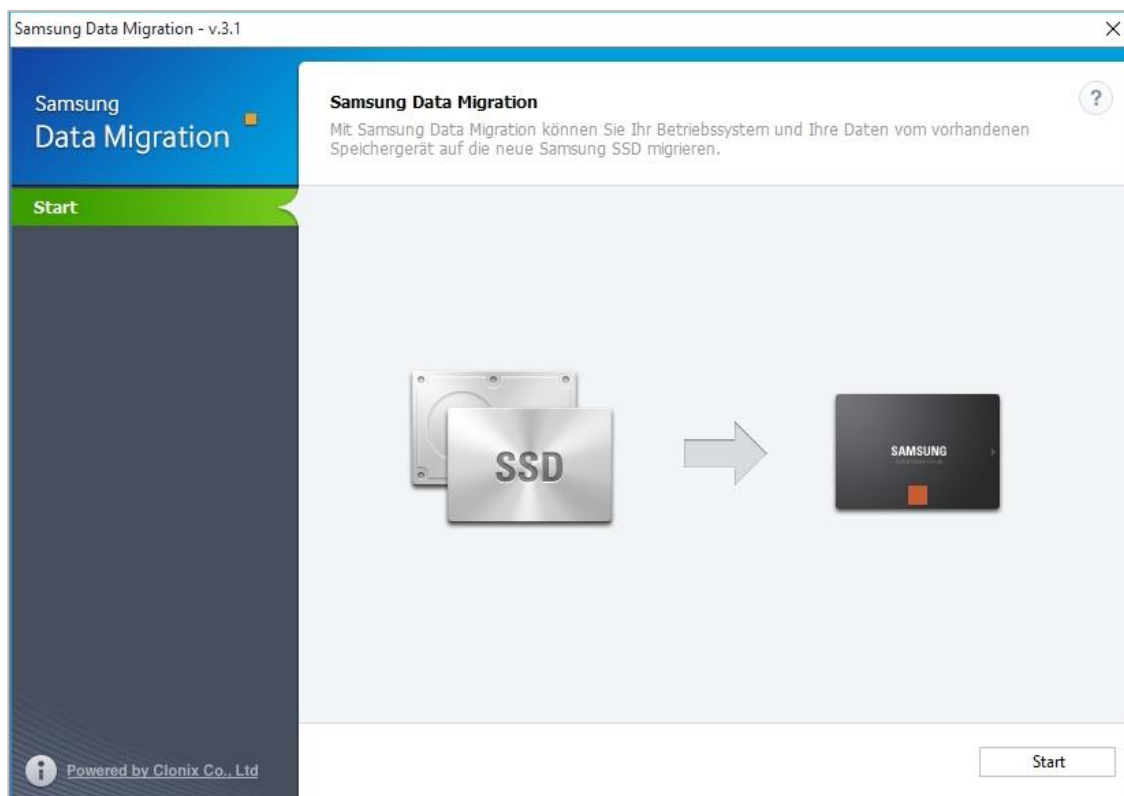 Samsung Data Migration - v.3.1
Samsung
Data Migration
Samsung Data Migration
?
Mit Samsung Data Migration können Sie Ihr Betriebssystem und Ihre Daten vom vorhandenen
Speichergerät auf die neue Samsung SSD migrieren.
Start
SSD
SAMSUNG
Powered by Clonix Co., Ltd
Start